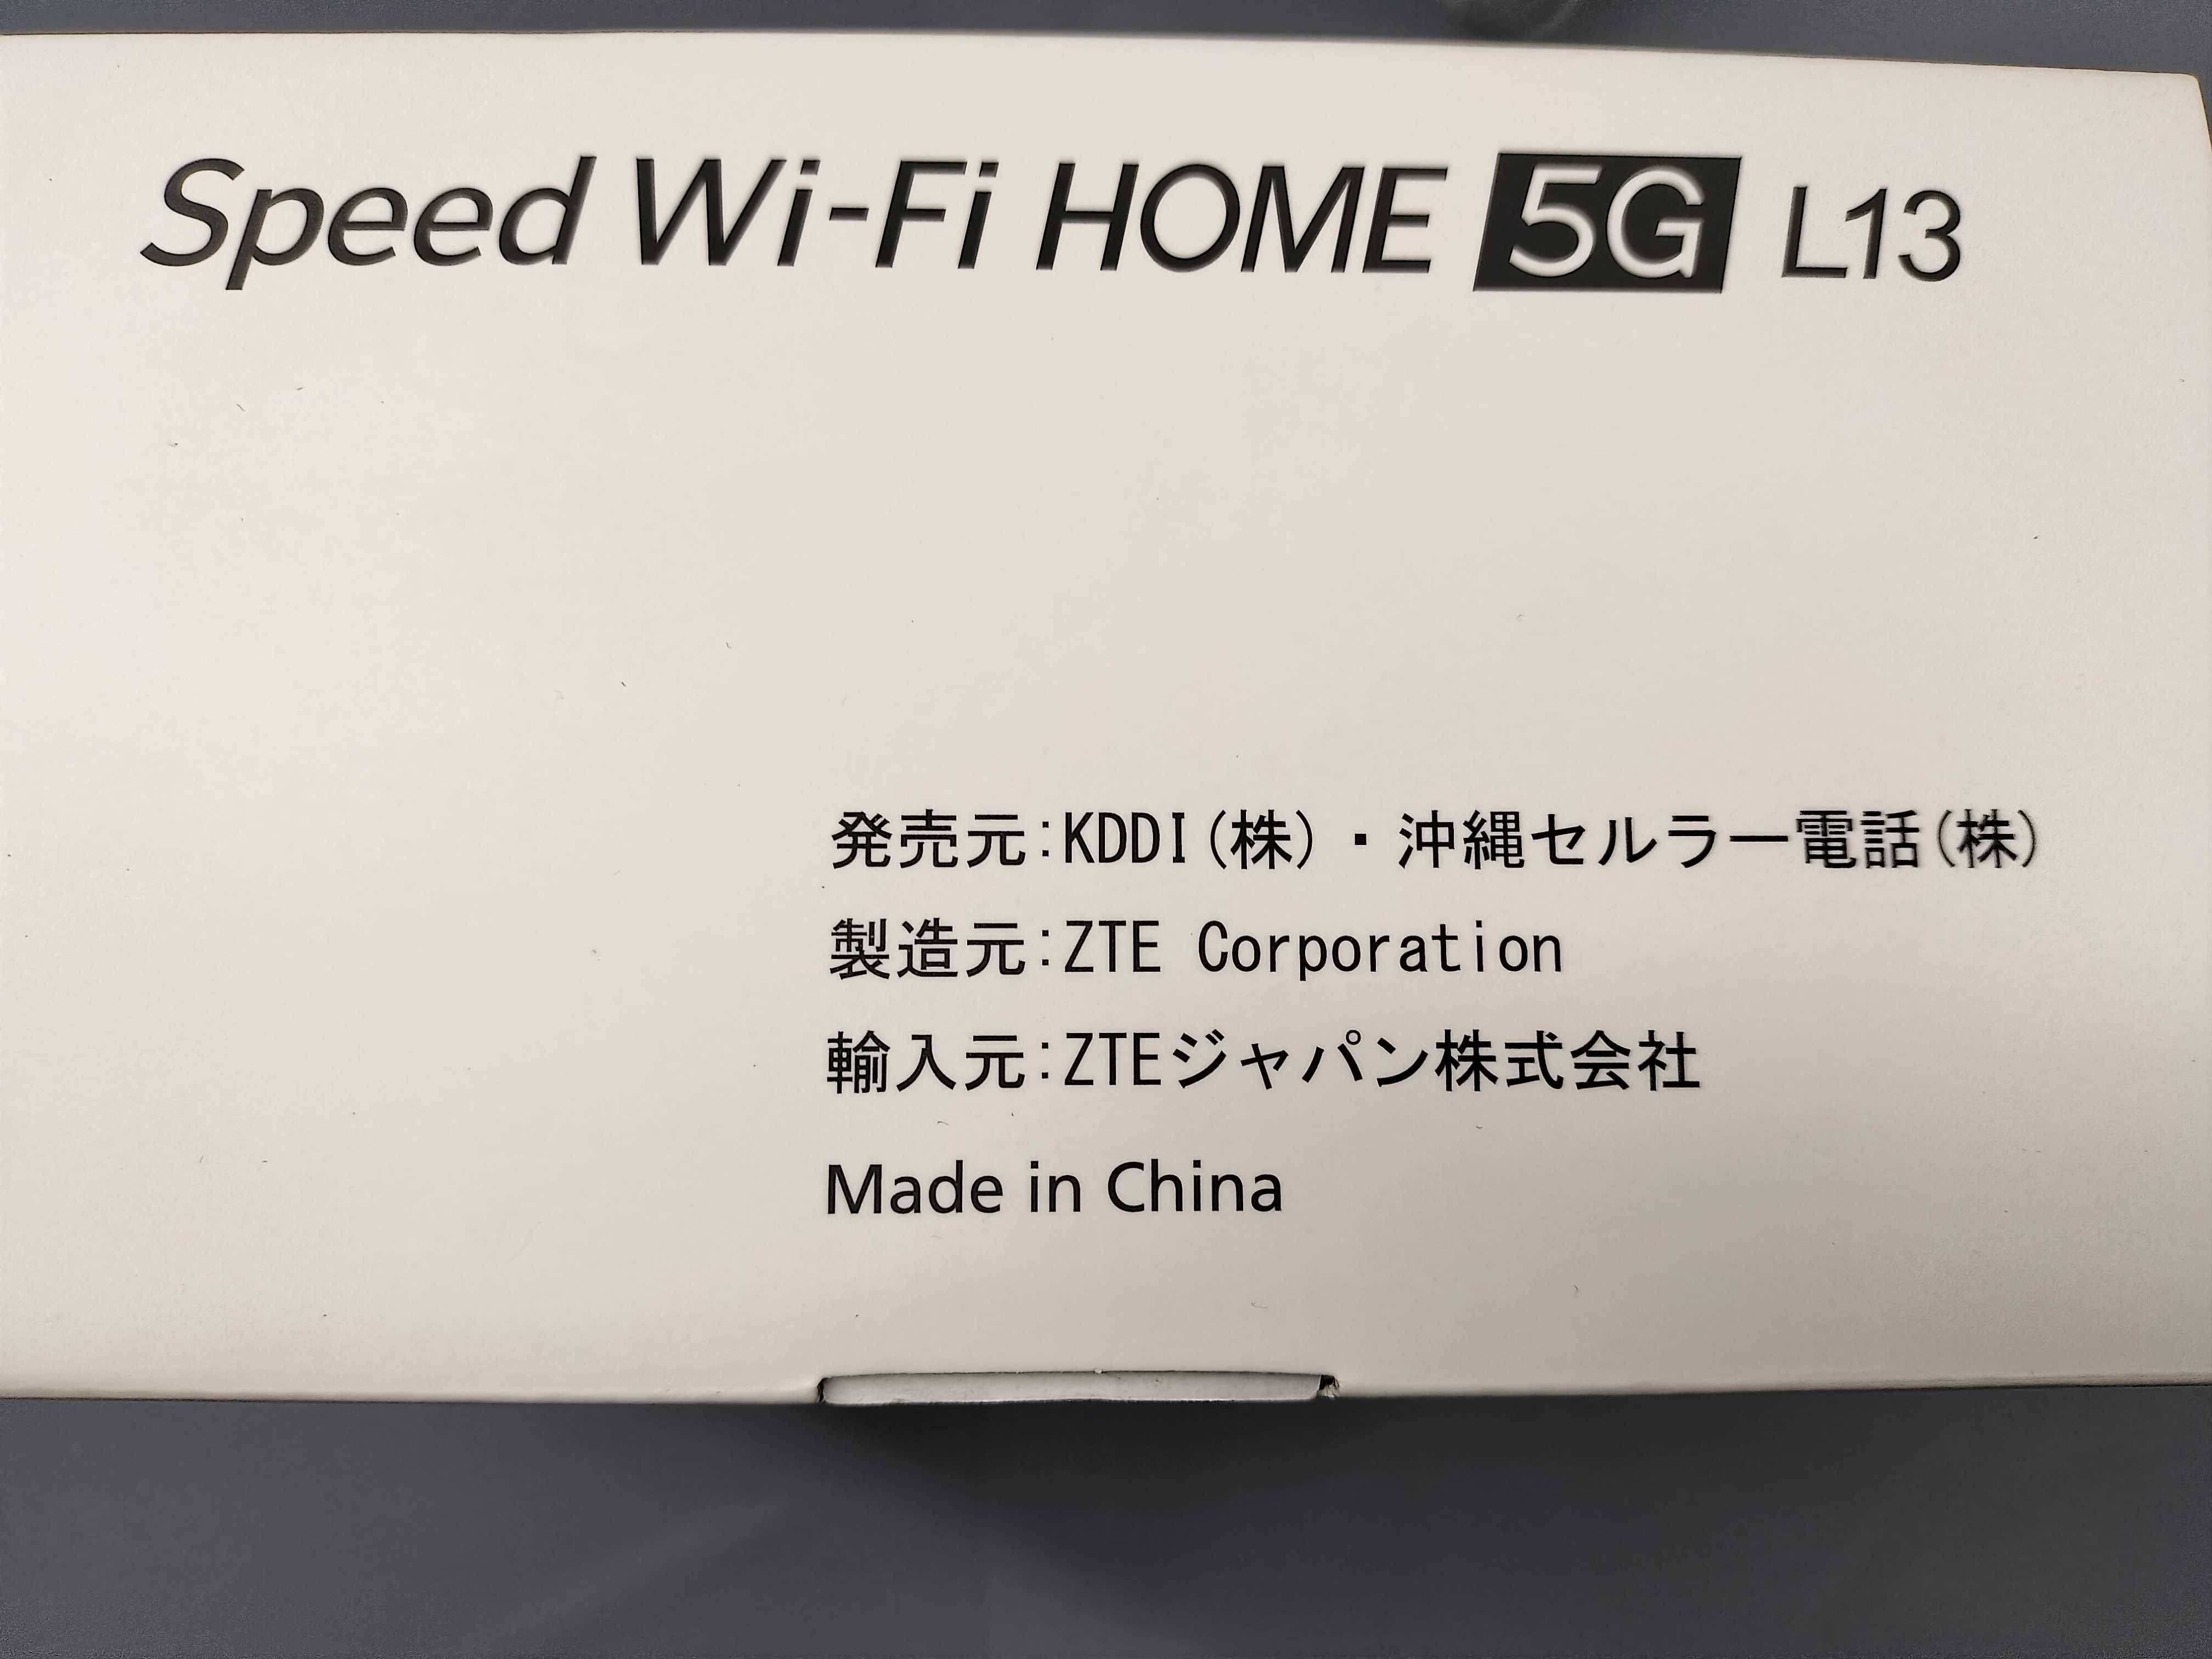 Speed Wi-Fi HOME 5G L13
発売元:KDDI(株)・沖縄セルラー電話(株)
製造元:ZTE Corporation
輸入元:ZTEジャパン株式会社
Made in China